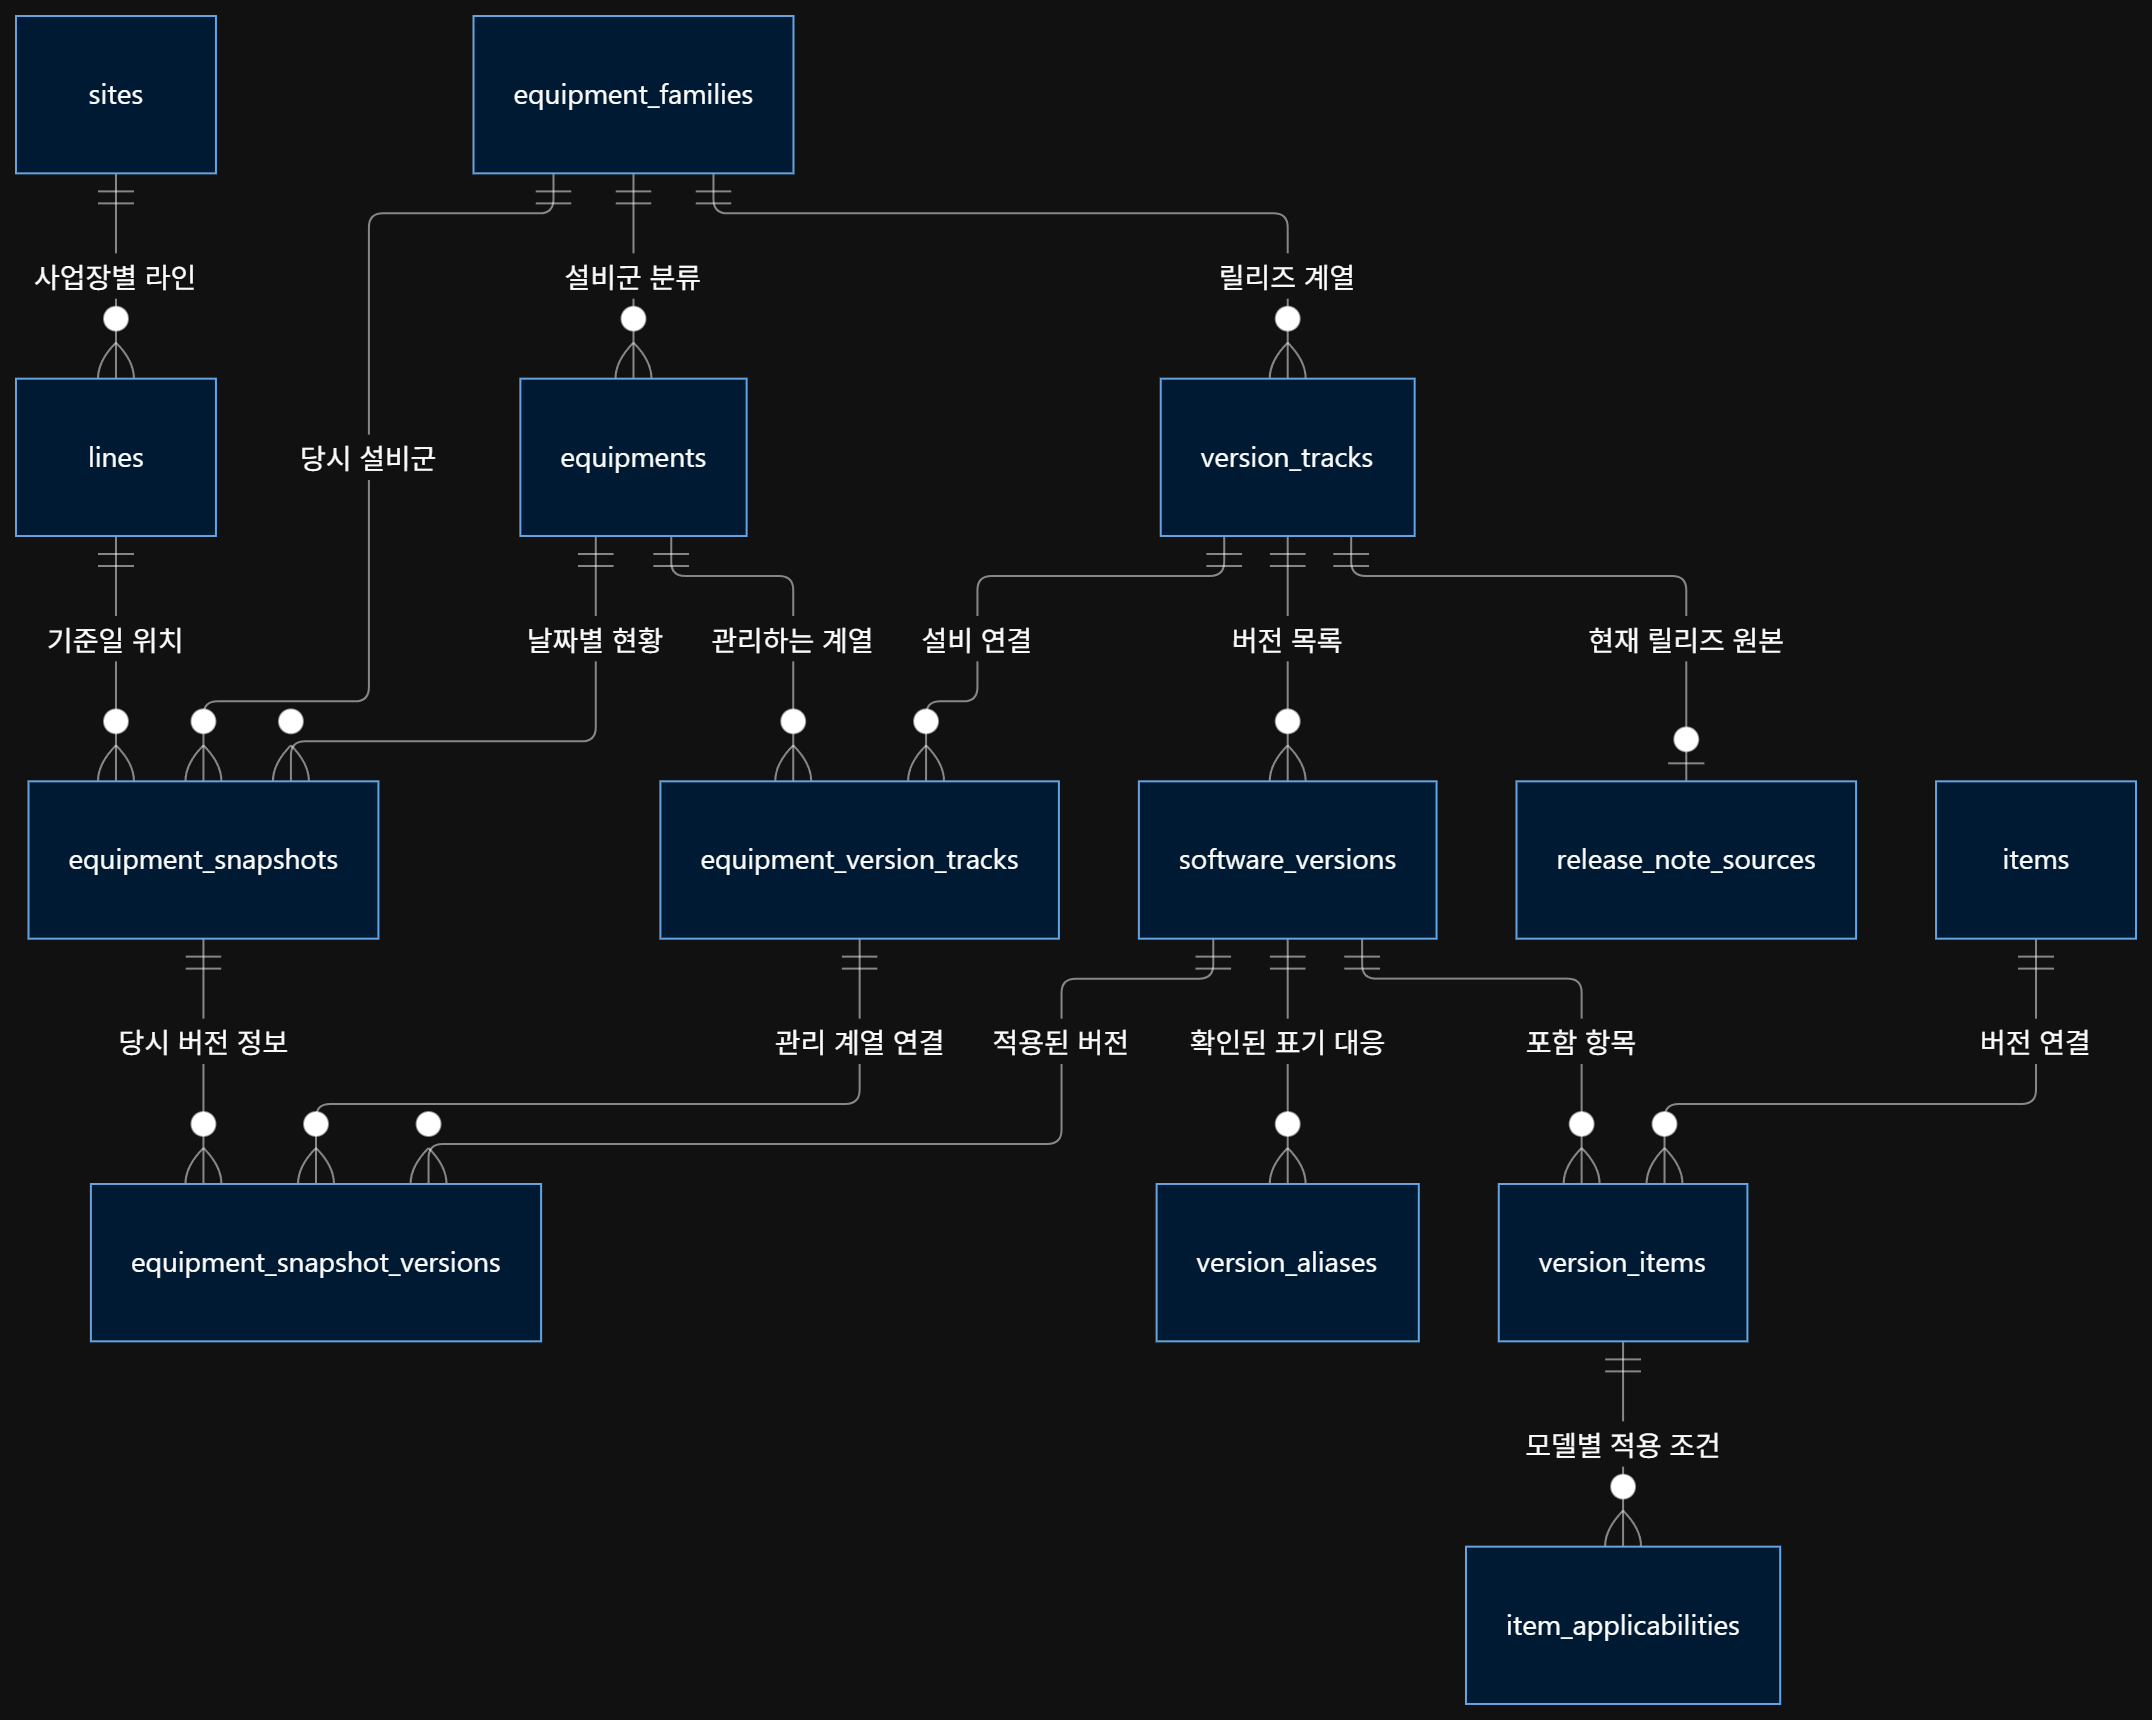 sites
equipment_families
사업장별 라인
설비군 분류
릴리즈 계열
lines
당시 설비군
equipments
version_tracks
기준일 위치
날짜별 현황
관리하는 계열
설비 연결
버전 목록
현재 릴리즈 원본
equipment_snapshots
equipment_version_tracks
software_versions
release_note_sources
items
당시 버전 정보
관리 계열 연결
적용된 버전
확인된 표기 대응
포함 항목
버전 연결
equipment_snapshot_versions
version_aliases
version_items
모델별 적용 조건
item_applicabilities